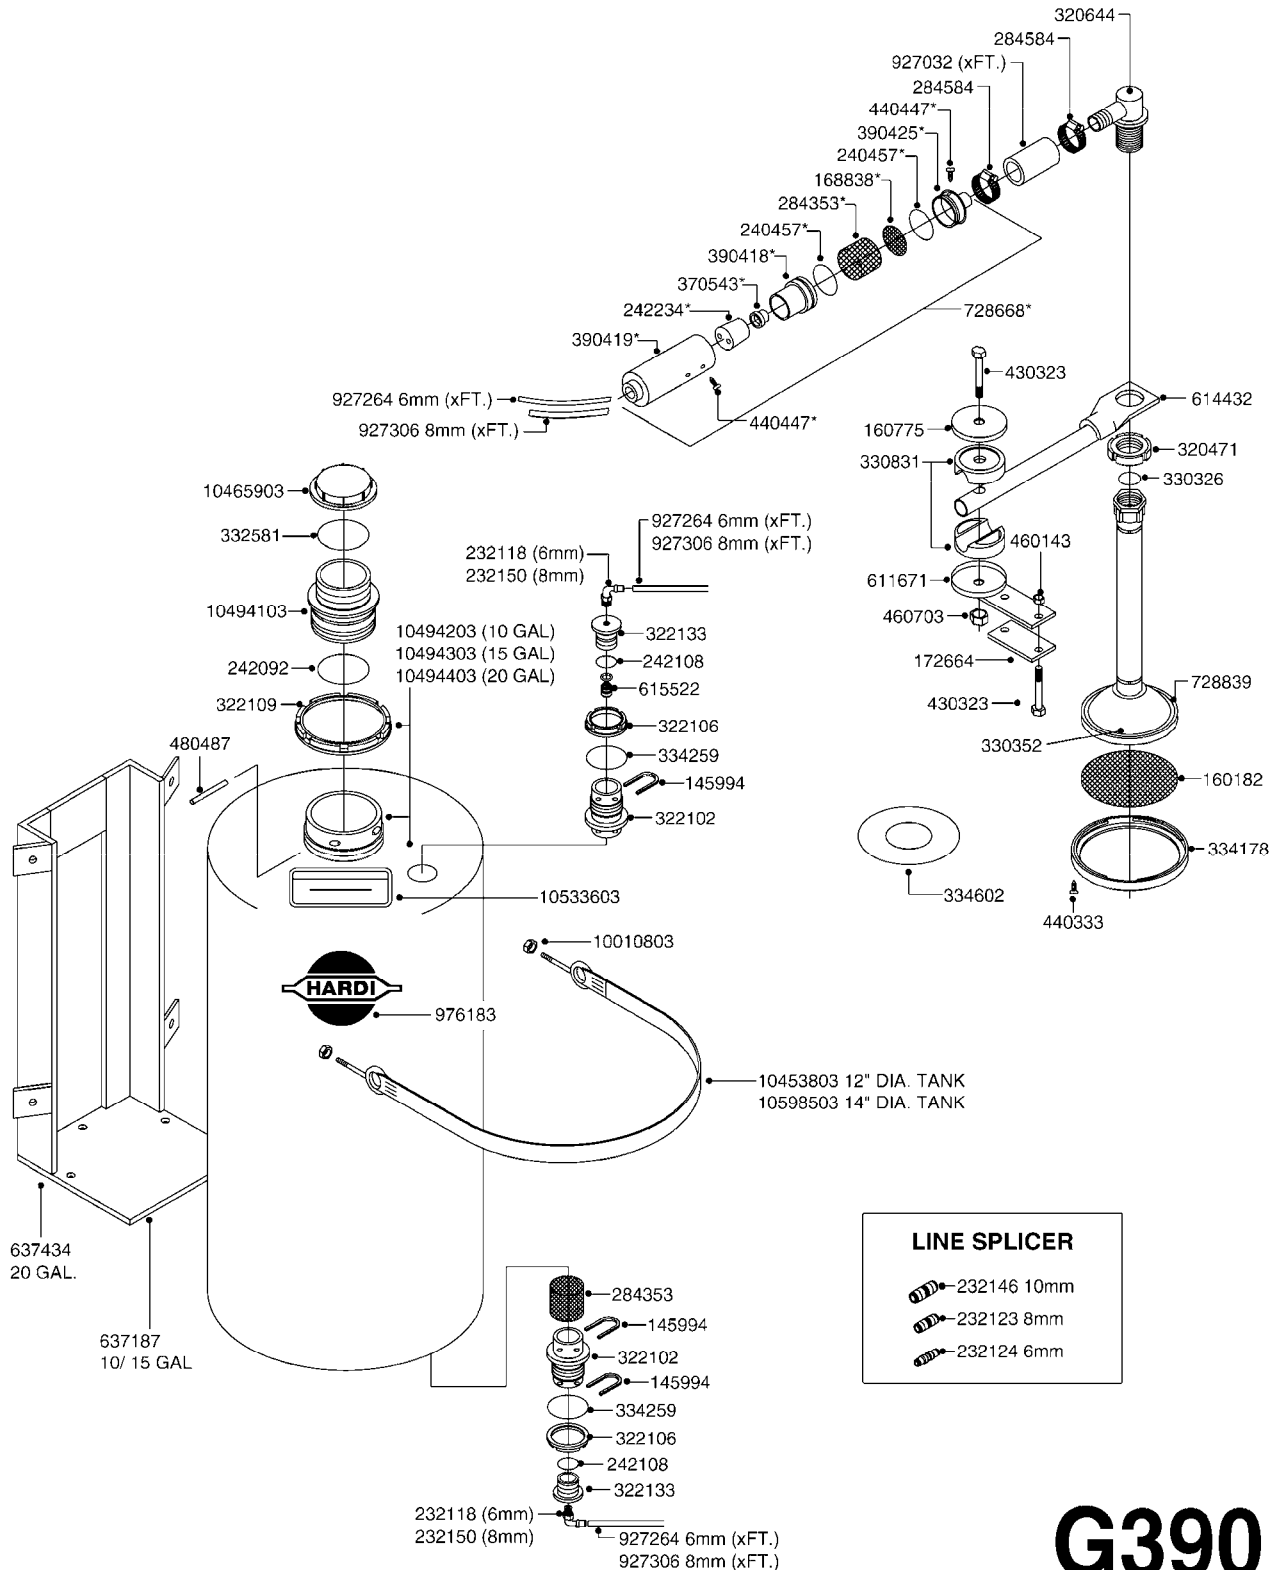 320644
284584
927032 (xFT.)
284584
440447*
390425*
240457*
168838*
284353*
240457*
390418*
370543*
242234*
390419*
728668*
430323
927264 6mm (xFT.)
927306 8mm (xFT.)
440447*
614432
160775
320471
330831
330326
10465903
332581
927264 6mm (xFT.)
927306 8mm (xFT.)
232118 (6mm)
232150 (8mm)
460143
611671
10494103
460703
10494203 (10 GAL)
10494303 (15 GAL)
10494403 (20 GAL)
322133
242108
172664
242092
615522
728839
322109
322106
430323
480487
334259
330352
145994
160182
322102
334178
10533603
334602
440333
10010803
HARDI
976183
10453803 12" DIA. TANK
10598503 14" DIA. TANK
637434
20 GAL.
637187
10/ 15 GAL
LINE SPLICER
232146 10mm
232123 8mm
232124 6mm
284353
145994
322102
145994
334259
322106
242108
322133
232118 (6mm)
232150 (8mm)
927264 6mm (xFT.)
927306 8mm (xFT.)
G390